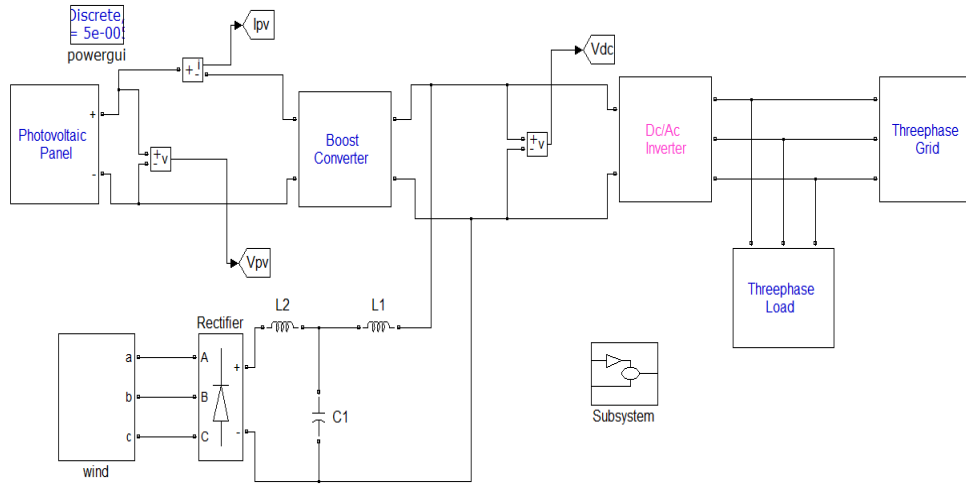 Discrete,
= 5e-005
powergui
Ipv
Vdc
i
+
-
Photovoltaic
Panel
+
-
+
-
v
Boost
Converter
+
-
v
Dc/Ac
Inverter
Threephase
Grid
Vpv
Threephase
Load
L2
L1
Rectifier
a
b
c
A
B
C
+
-
C1
wind
Subsystem